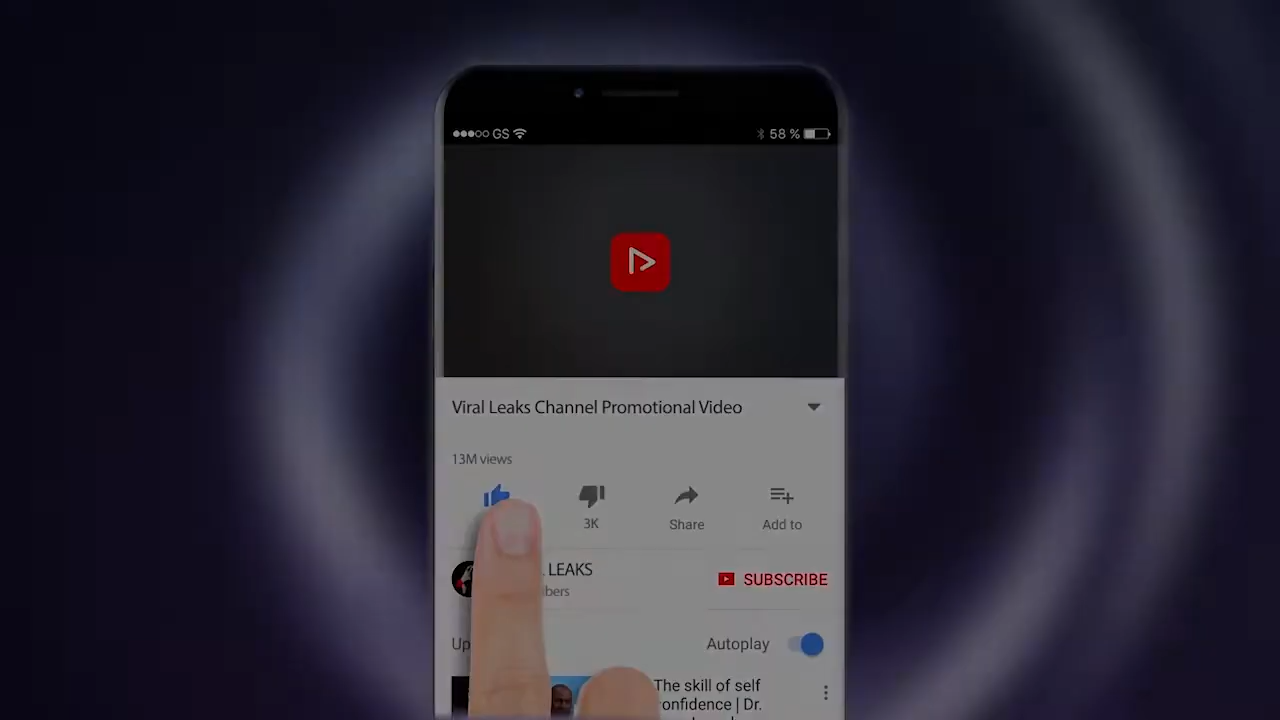 GS
58 %
Viral Leaks Channel Promotional Video
13M views
3K
Share
Add to
LEAKS
SUBSCRIBE
Autoplay
The skill of self
confidence | Dr.